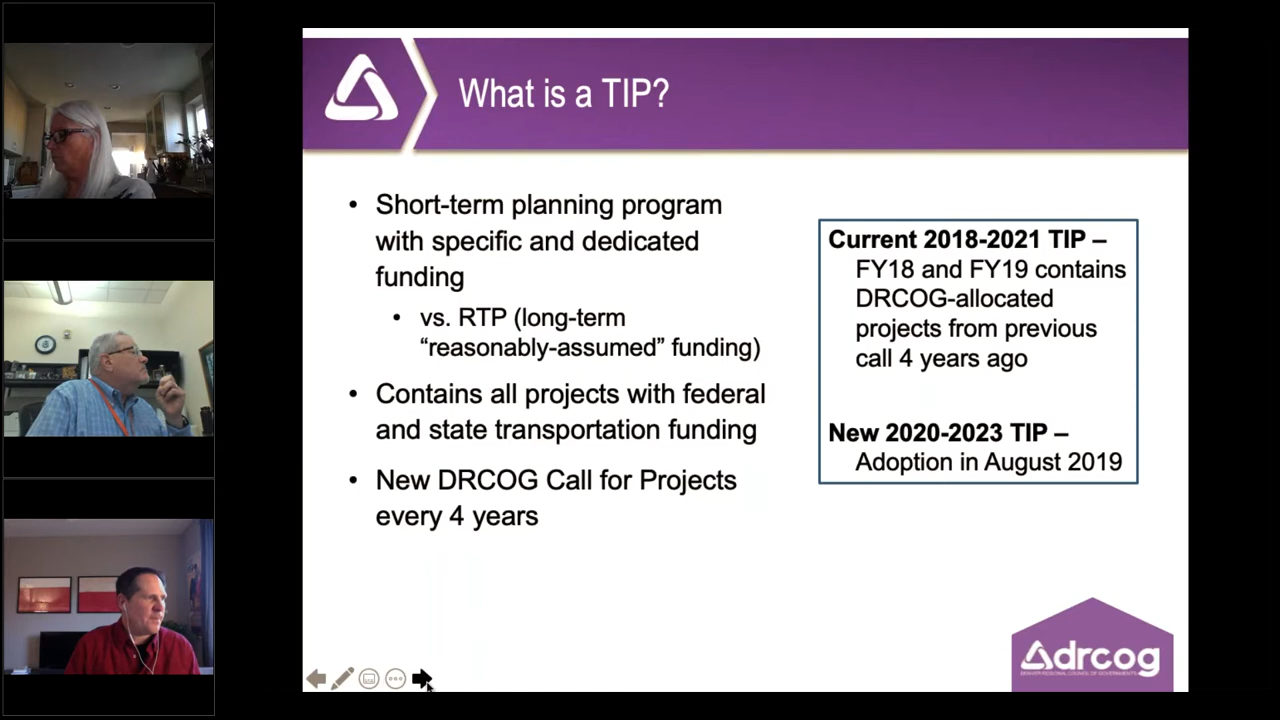 What is a TIP?
• Short-term planning program
with specific and dedicated
funding
• vs. RTP (long-term
“reasonably-assumed” funding)
• Contains all projects with federal
and state transportation funding
• New DRCOG Call for Projects
every 4 years
Current 2018-2021 TIP –
FY18 and FY19 contains
DRCOG-allocated
projects from previous
call 4 years ago
New 2020-2023 TIP –
Adoption in August 2019
drcog
DENVER REGIONAL COUNCIL OF GOVERNMENTS